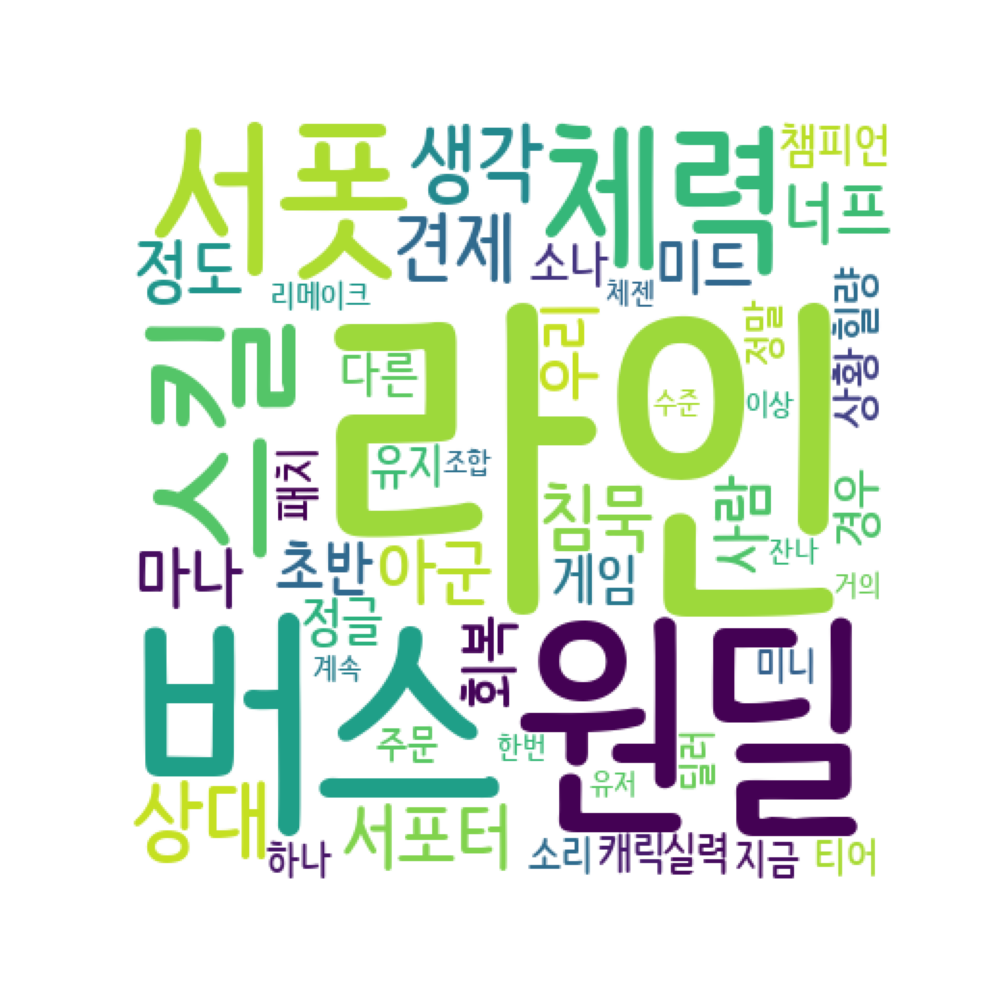 서폿
생각
체력
챔피언
견제
너프
정도
소나
미드
리메이크
체젠
스킬
라인
우리
정말
힐량
상황
다른
수준
이상
패치
유지
조합
침묵
사람
경우
마나
초반
아군
게임
잔나
거의
버스
정글
회복
원딜
계속
미니
주문
한번
딜러
유저
상대
서포터
하나
소리
캐릭
실력
지금
티어